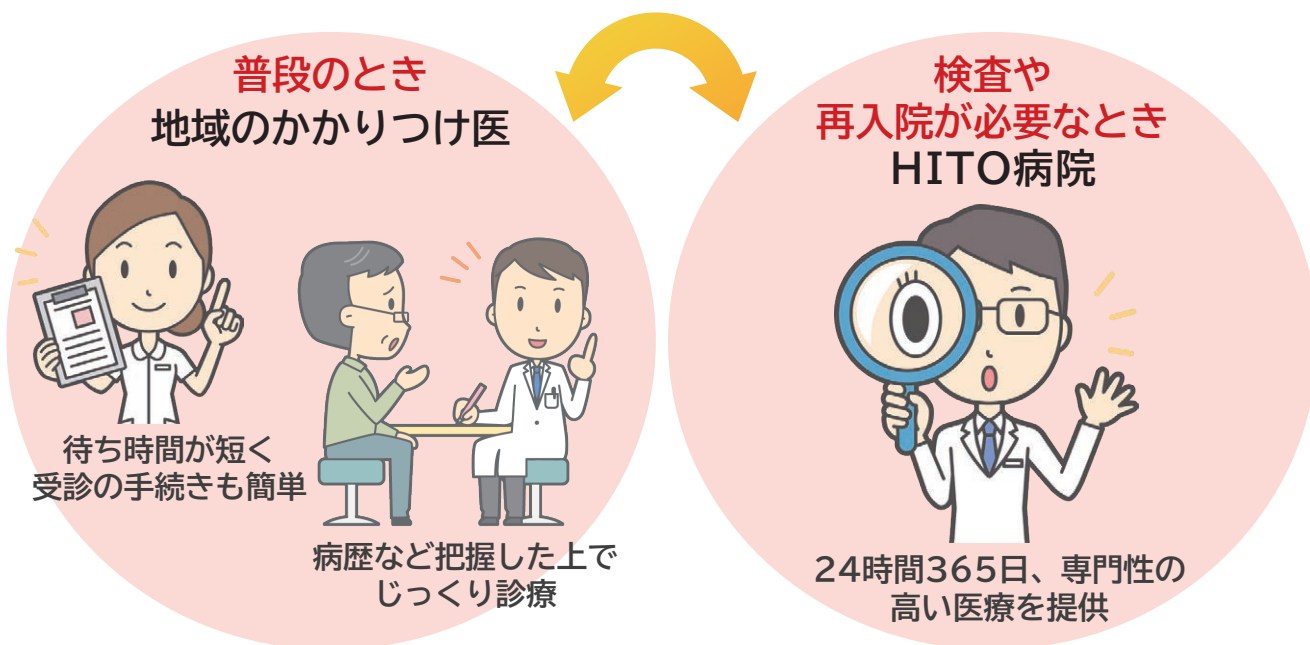 普段のとき
地域のかかりつけ医
待ち時間が短く
受診の手続きも簡単
病歴など把握した上で
じっくり診療
検査や
再入院が必要なとき
HITO病院
24時間365日、専門性の
高い医療を提供